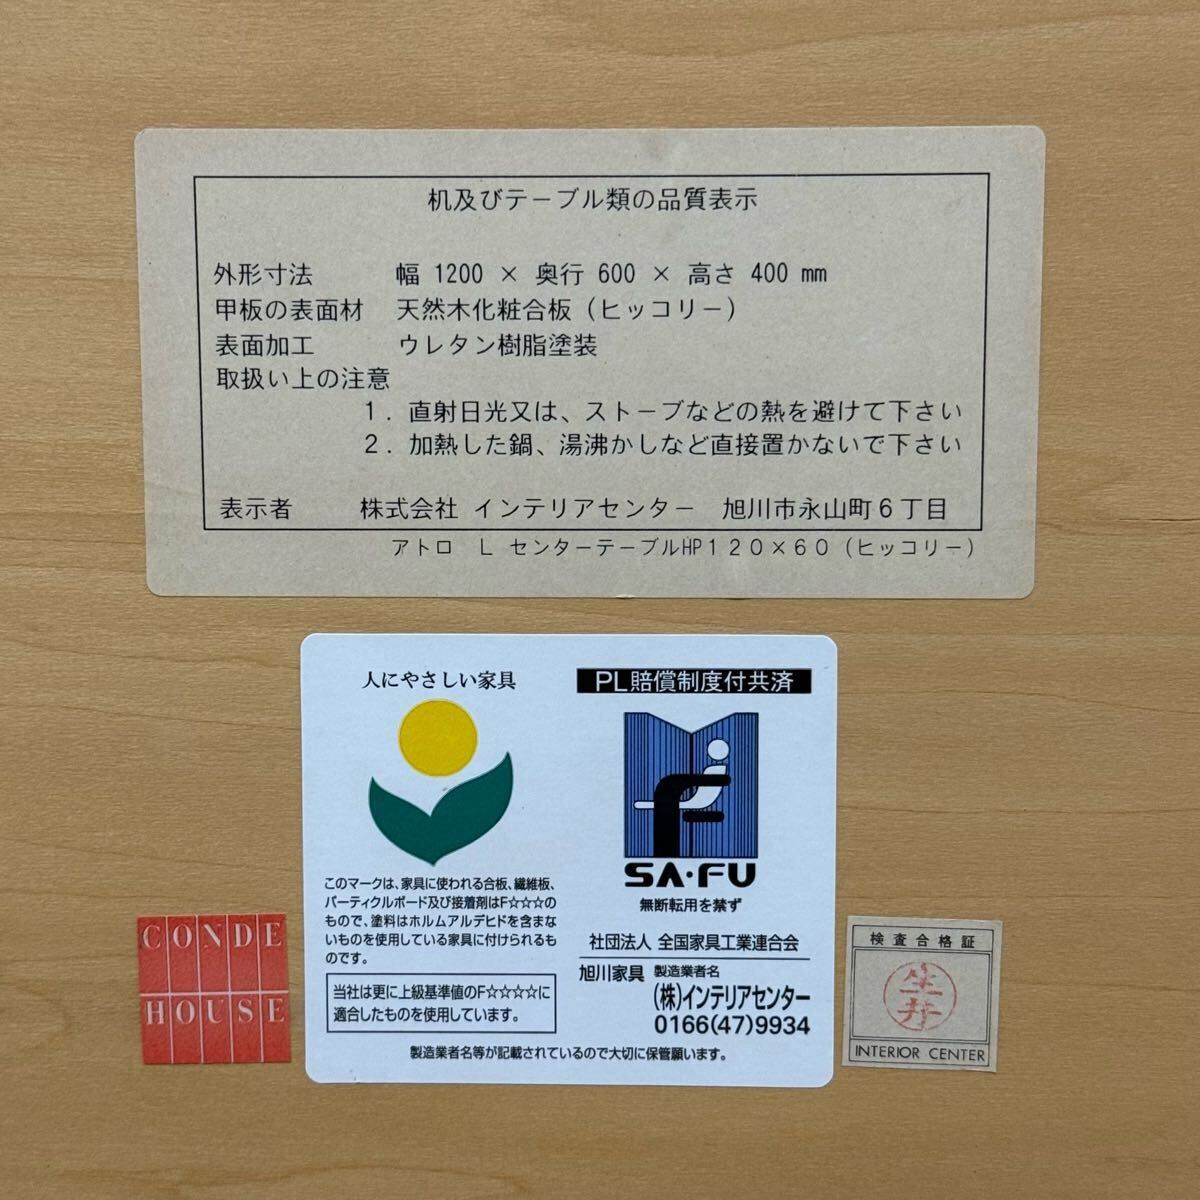 机及びテーブル類の品質表示
外形寸法 幅 1200 × 奥行 600 × 高さ 400 mm
甲板の表面材 天然木化粧合板(ヒッコリー)
表面加工 ウレタン樹脂塗装
取扱い上の注意
1. 直射日光又は、ストーブなどの熱を避けて下さい
2. 加熱した鍋、湯沸かしなど直接置かないで下さい
表示者 株式会社 インテリアセンター 旭川市永山町6丁目
アトロ L センターテーブルHP120×60(ヒッコリー)
人にやさしい家具
このマークは、家具に使われる合板、繊維板、
パーティクルボード及び接着剤はF☆☆☆の
もので、塗料はホルムアルデヒドを含まな
いものを使用している家具に付けられるも
のです。
当社は更に上級基準値のF☆☆☆☆に
適合したものを使用しています。
PL賠償制度付共済
F
SA・FU
無断転用を禁ず
社団法人 全国家具工業連合会
旭川家具 製造業者名
(株)インテリアセンター
0166(47)9934
製造業者名等が記載されているので大切に保管願います。
CONDE
HOUSE
検査合格証
INTERIOR CENTER